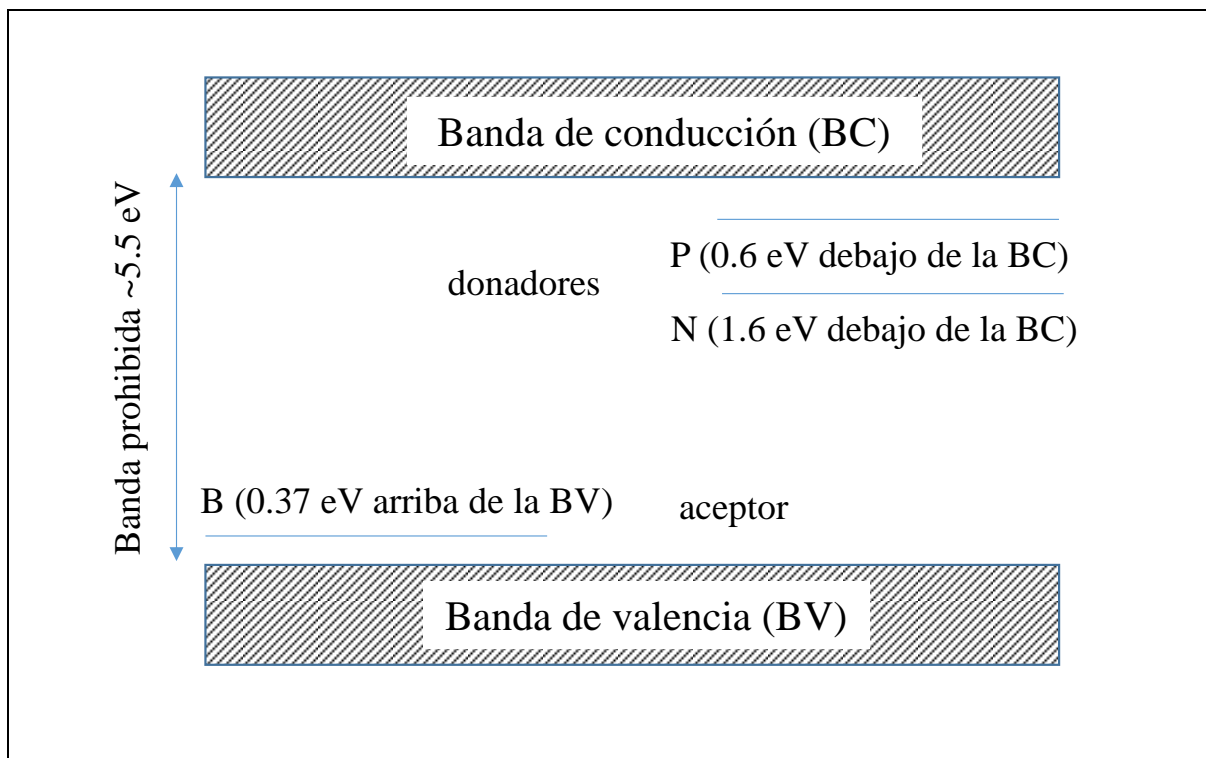 Banda de conducción (BC)
Banda prohibida ~5.5 eV
P (0.6 eV debajo de la BC)
donadores
N (1.6 eV debajo de la BC)
B (0.37 eV arriba de la BV)
aceptor
Banda de valencia (BV)